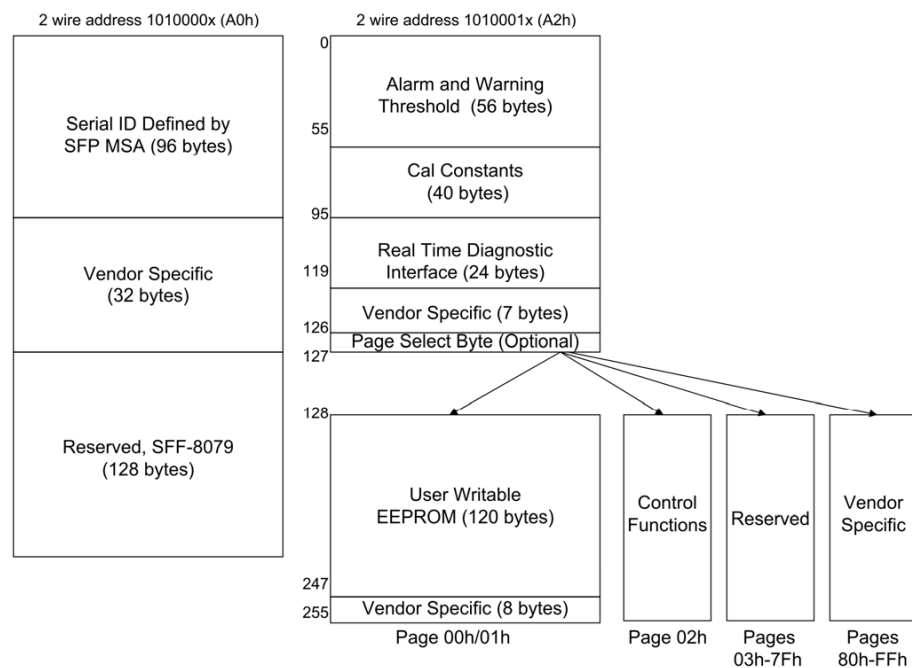 2 wire address 1010000x (A0h)
Serial ID Defined by
SFP MSA (96 bytes)
Vendor Specific
(32 bytes)
Reserved, SFF-8079
(128 bytes)
2 wire address 1010001x (A2h)
0
Alarm and Warning
Threshold (56 bytes)
55
Cal Constants
(40 bytes)
95
Real Time Diagnostic
Interface (24 bytes)
119
Vendor Specific (7 bytes)
126
Page Select Byte (Optional)
127
128
User Writable
EEPROM (120 bytes)
247
Vendor Specific (8 bytes)
255
Page 00h/01h
Control
Functions
Page 02h
Reserved
Pages
03h-7Fh
Vendor
Specific
Pages
80h-FFh